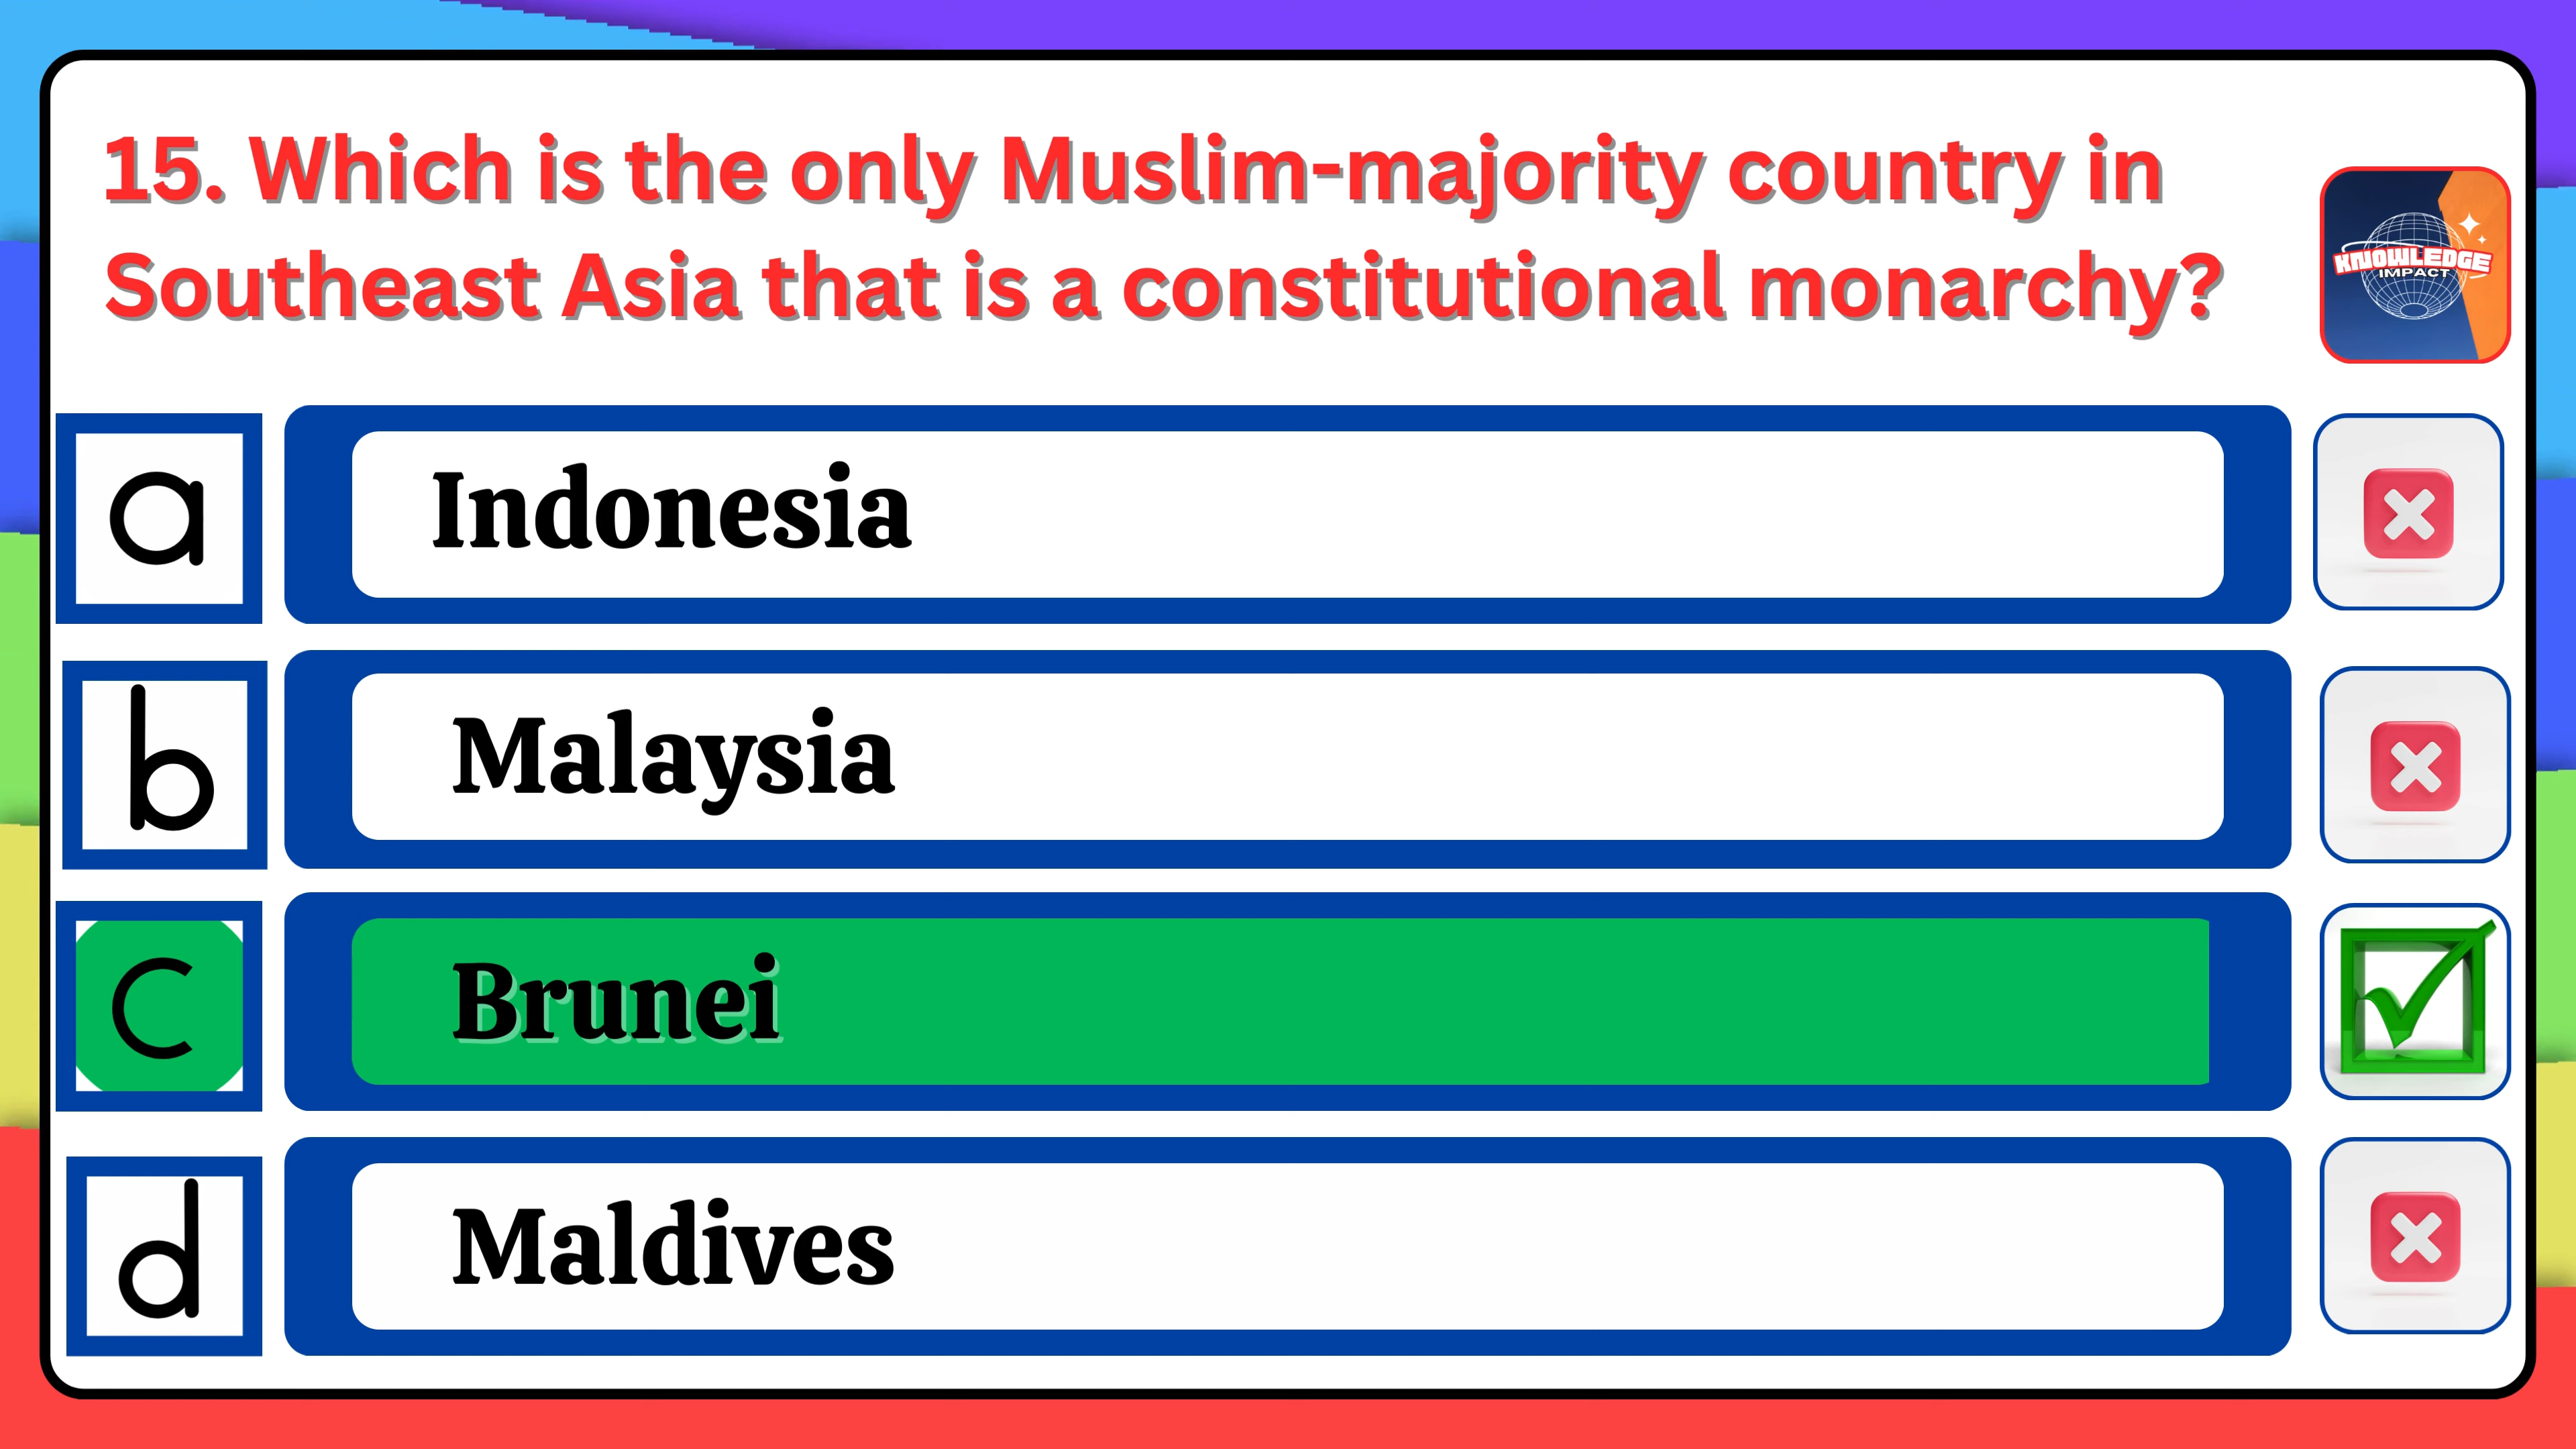 15. Which is the only Muslim-majority country in
Southeast Asia that is a constitutional monarchy?
KNOWLEDGE
IMPACT
a
Indonesia
b
Malaysia
c
Brunei
d
Maldives